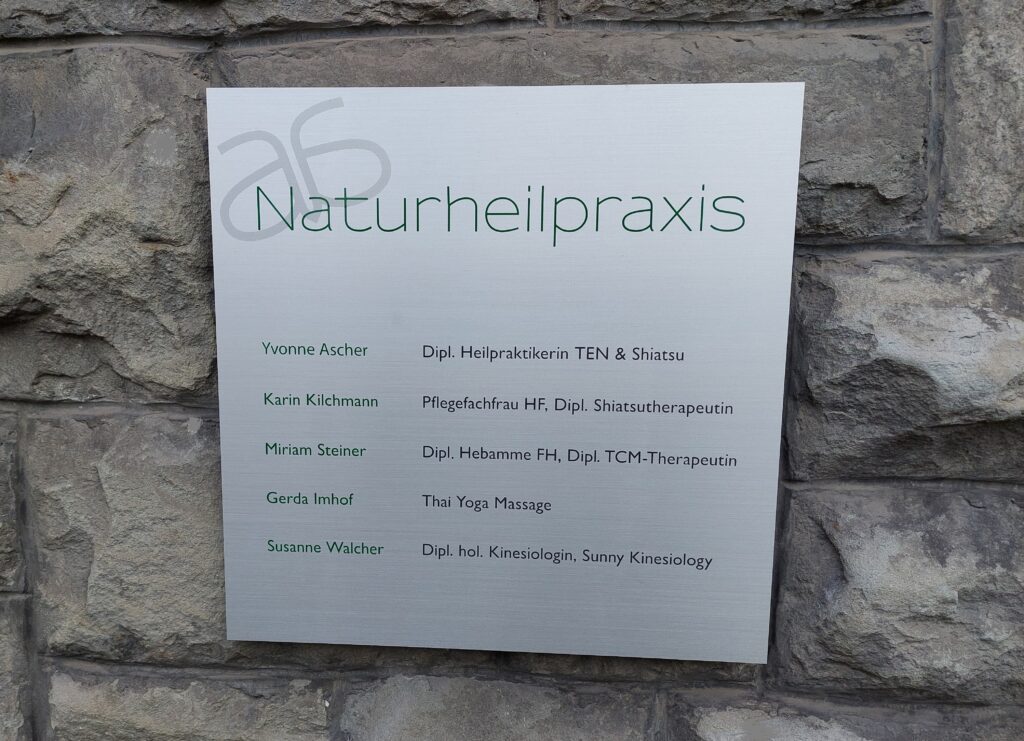 a6
Naturheilpraxis
Yvonne Ascher Dipl. Heilpraktikerin TEN & Shiatsu
Karin Kilchmann Pflegefachfrau HF, Dipl. Shiatsutherapeutin
Miriam Steiner Dipl. Hebamme FH, Dipl. TCM-Therapeutin
Gerda Imhof Thai Yoga Massage
Susanne Walcher Dipl. hol. Kinesiologin, Sunny Kinesiology